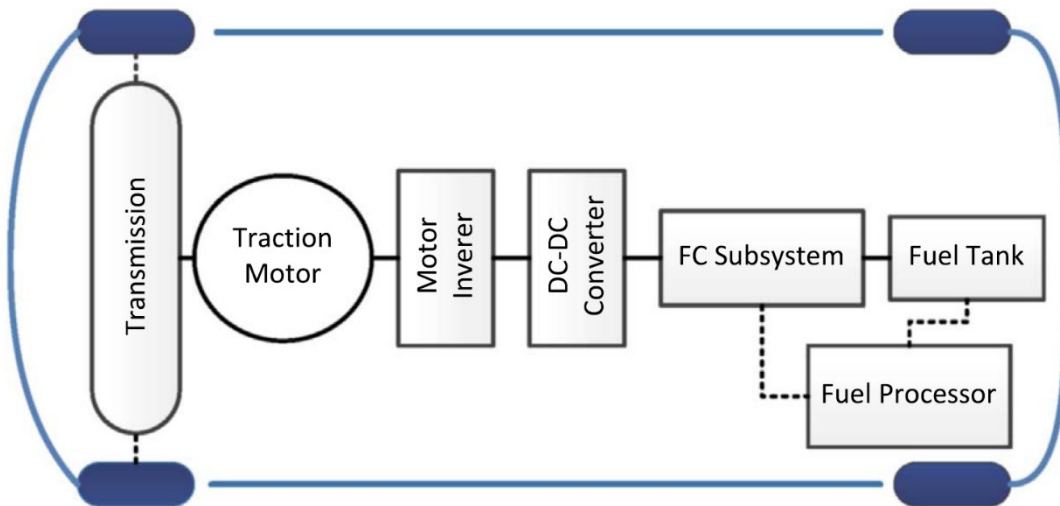 Transmission
Traction
Motor
Motor
Inverer
DC-DC
Converter
FC Subsystem
Fuel Tank
Fuel Processor